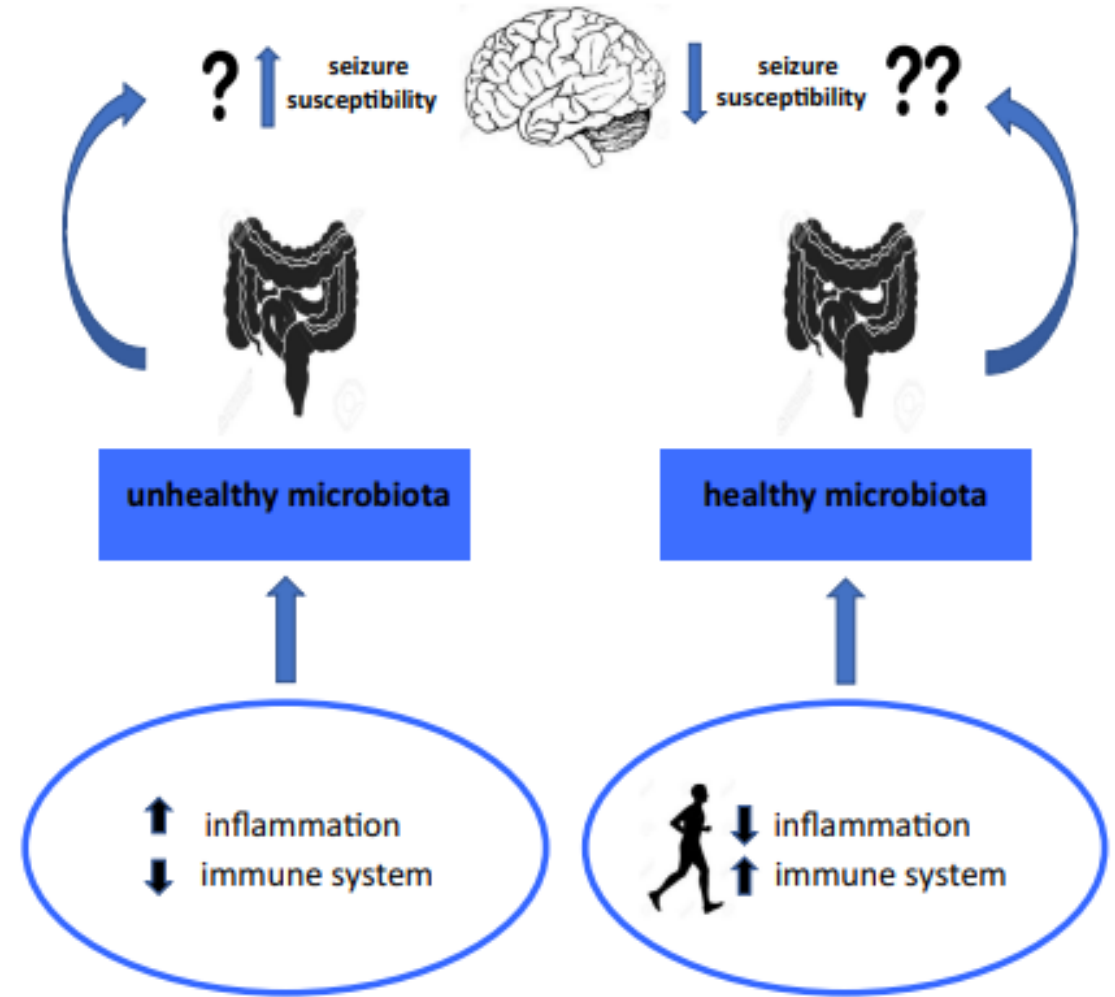 ? seizure
susceptibility
seizure ??
susceptibility
unhealthy microbiota
healthy microbiota
inflammation
immune system
inflammation
immune system